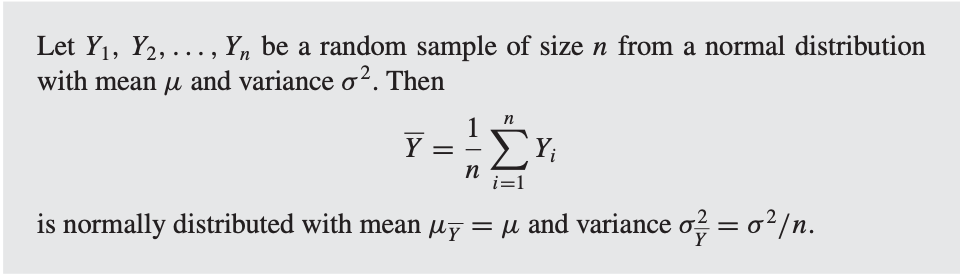 Let Y₁, Y₂, . . . , Yₙ be a random sample of size n from a normal distribution
with mean μ and variance σ². Then
Ȳ = 1/n ∑ᵢ₌₁ⁿ Yᵢ
is normally distributed with mean μ_Ȳ = μ and variance σ²_Ȳ = σ²/n.